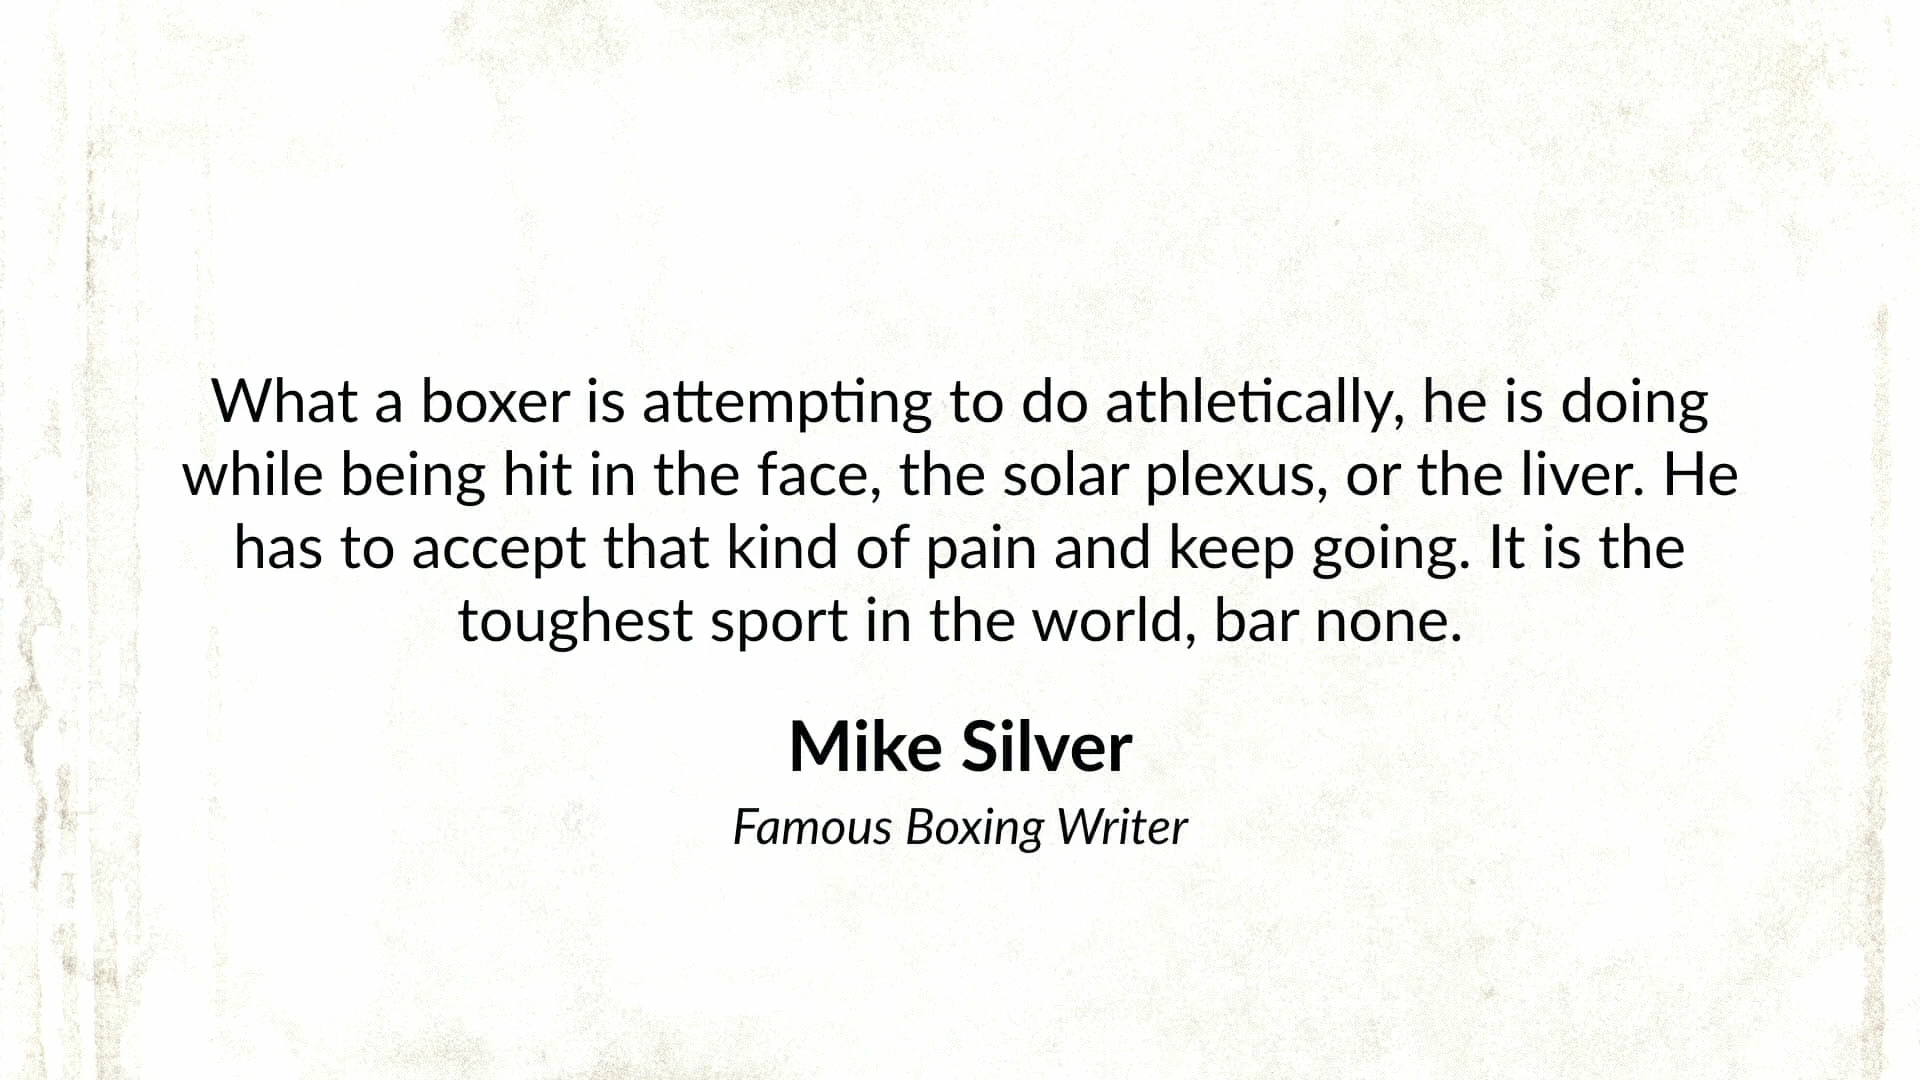 What a boxer is attempting to do athletically, he is doing
while being hit in the face, the solar plexus, or the liver. He
has to accept that kind of pain and keep going. It is the
toughest sport in the world, bar none.
Mike Silver
Famous Boxing Writer